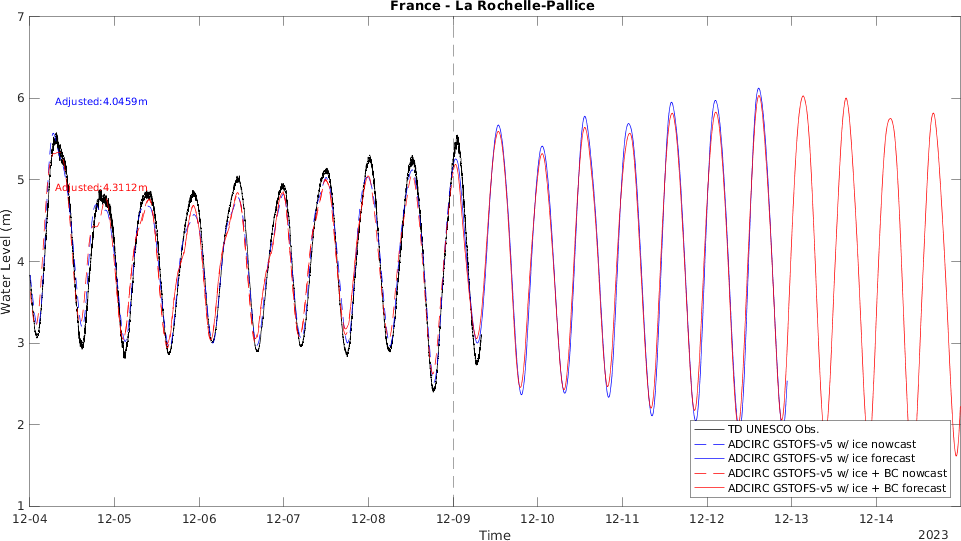 France - La Rochelle-Pallice
7
6
5
4
3
2
1
Water Level (m)
Adjusted:4.0459m
Adjusted:4.3112m
TD UNESCO Obs.
ADCIRC GSTOFS-v5 w/ ice nowcast
ADCIRC GSTOFS-v5 w/ ice forecast
ADCIRC GSTOFS-v5 w/ ice + BC nowcast
ADCIRC GSTOFS-v5 w/ ice + BC forecast
12-04 12-05 12-06 12-07 12-08 12-09 12-10 12-11 12-12 12-13 12-14
Time
2023